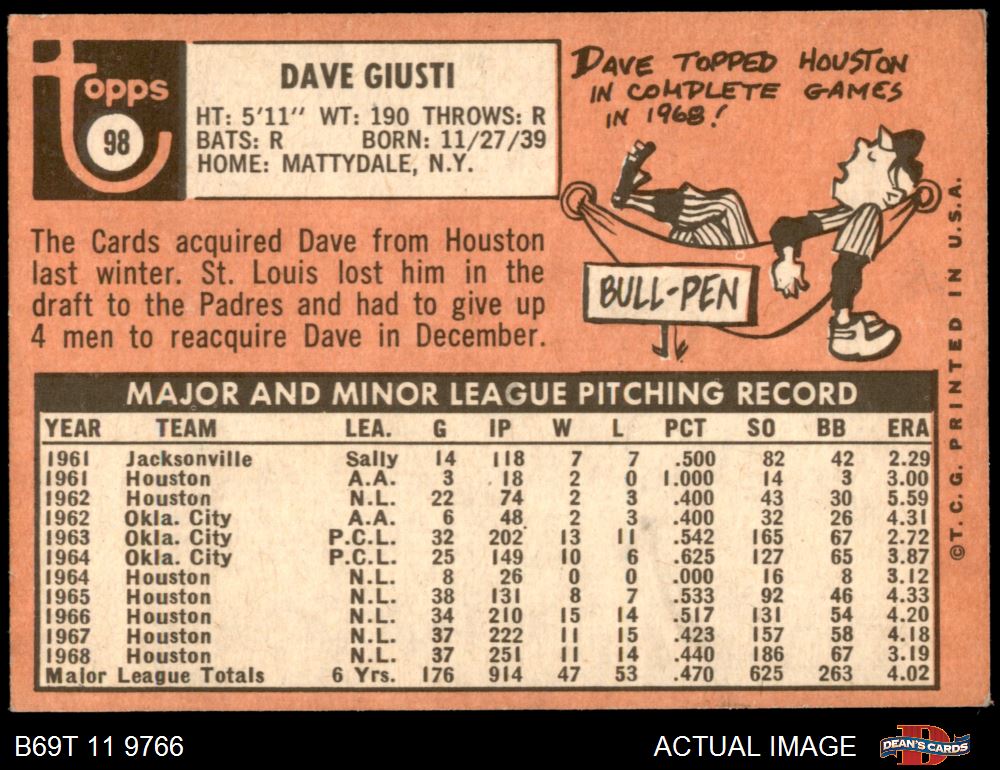 Topps
98
DAVE GIUSTI
HT: 5'11" WT: 190 THROWS: R
BATS: R BORN: 11/27/39
HOME: MATTYDALE, N.Y.
DAVE TOPPED HOUSTON
IN COMPLETE GAMES
IN 1968!
BULL-PEN
The Cards acquired Dave from Houston
last winter. St. Louis lost him in the
draft to the Padres and had to give up
4 men to reacquire Dave in December.
MAJOR AND MINOR LEAGUE PITCHING RECORD
YEAR TEAM LEA. G IP W L PCT SO BB ERA
1961 Jacksonville Sally 14 118 7 7 .500 82 42 2.29
1961 Houston A.A. 3 18 2 0 1.000 14 3 3.00
1962 Houston N.L. 22 74 2 3 .400 43 30 5.59
1962 Okla. City A.A. 6 48 2 3 .400 32 26 4.31
1963 Okla. City P.C.L. 32 202 13 11 .542 165 67 2.72
1964 Okla. City P.C.L. 25 149 10 6 .625 127 65 3.87
1964 Houston N.L. 8 26 0 0 .000 16 8 3.12
1965 Houston N.L. 38 131 8 7 .533 92 46 4.33
1966 Houston N.L. 34 210 15 14 .517 131 54 4.20
1967 Houston N.L. 37 222 11 15 .423 157 58 4.18
1968 Houston N.L. 37 251 11 14 .440 186 67 3.19
Major League Totals 6 Yrs. 176 914 47 53 .470 625 263 4.02
©T.C.G. PRINTED IN U.S.A.
B69T 11 9766
ACTUAL IMAGE
DEAN'S CARDS